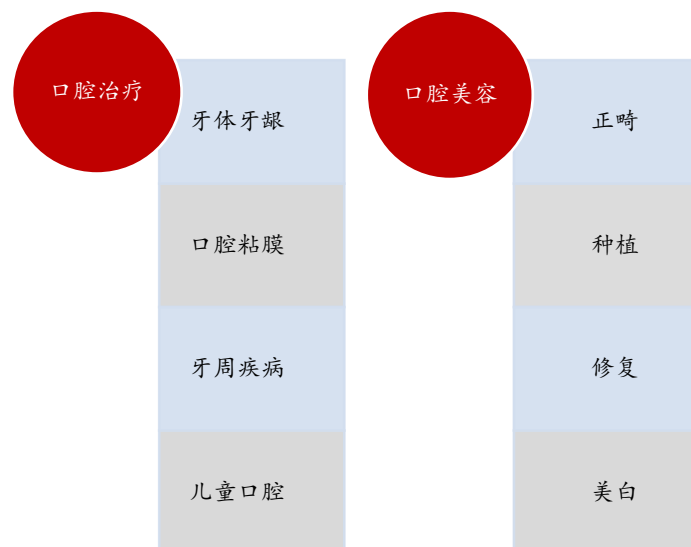 口腔治疗
牙体牙龈
口腔粘膜
牙周疾病
儿童口腔
口腔美容
正畸
种植
修复
美白